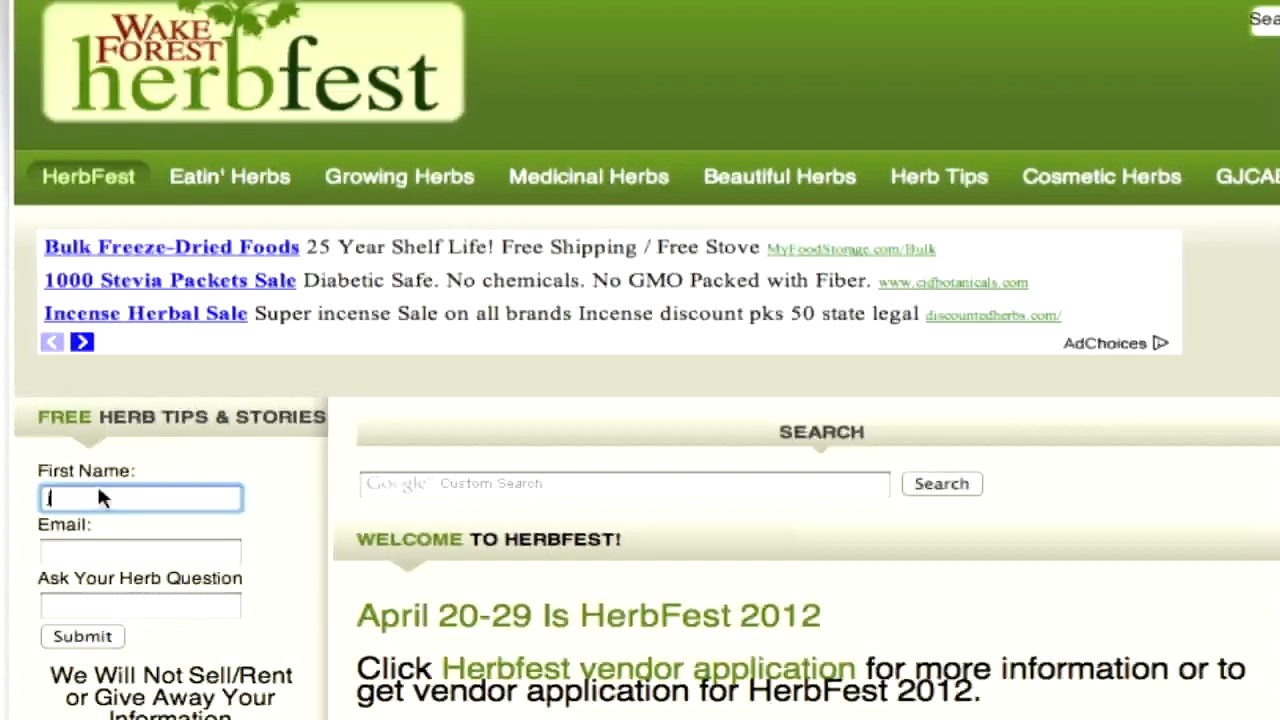 WAKE
FOREST
herbfest
HerbFest Eatin' Herbs Growing Herbs Medicinal Herbs Beautiful Herbs Herb Tips Cosmetic Herbs
Bulk Freeze-Dried Foods 25 Year Shelf Life! Free Shipping / Free Stove MyFoodStorage.com/Bulk
1000 Stevia Packets Sale Diabetic Safe. No chemicals. No GMO Packed with Fiber.
Incense Herbal Sale Super incense Sale on all brands Incense discount pks 50 state legal discountedherbs.com/
AdChoices
FREE HERB TIPS & STORIES
First Name:
Email:
Ask Your Herb Question
Submit
We Will Not Sell/Rent
or Give Away Your
Information
SEARCH
Google™ Custom Search Search
WELCOME TO HERBFEST!
April 20-29 Is HerbFest 2012
Click Herbfest vendor application for more information or to
get vendor application for HerbFest 2012.